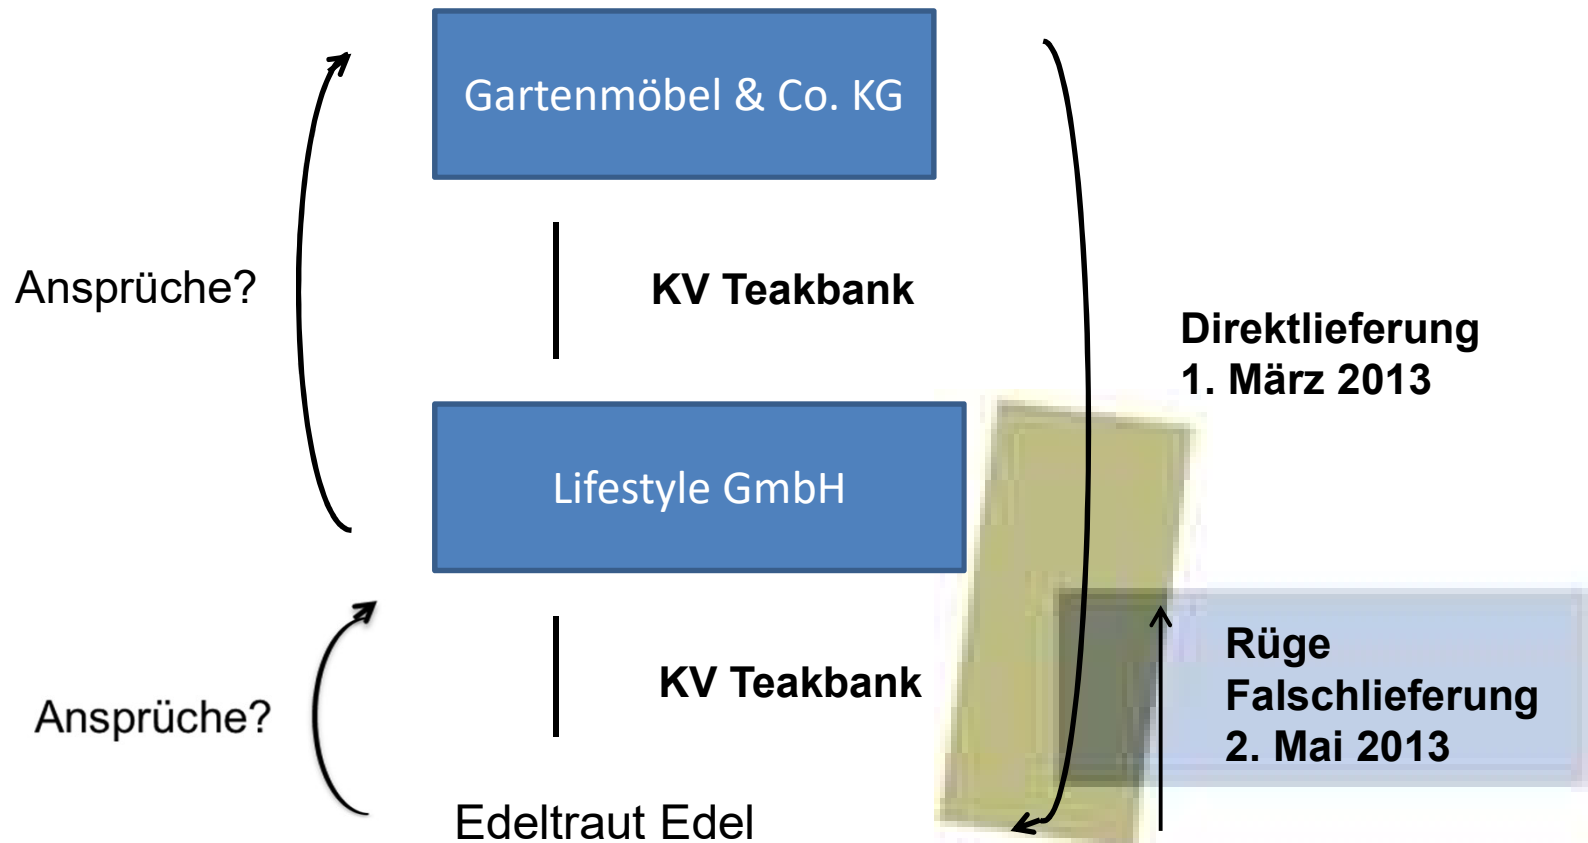 Gartenmöbel & Co. KG
Ansprüche?
KV Teakbank
Direktlieferung
1. März 2013
Lifestyle GmbH
Rüge
Falschlieferung
2. Mai 2013
KV Teakbank
Ansprüche?
Edeltraut Edel